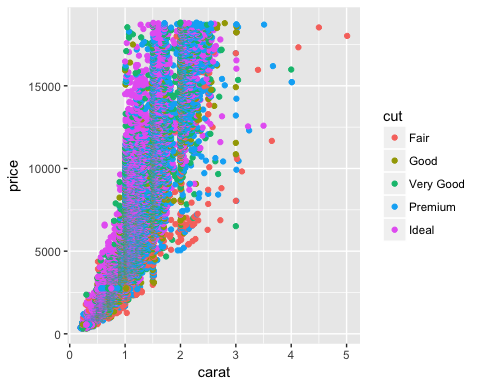 15000
10000
5000
0
price
0 1 2 3 4 5
carat
cut
Fair
Good
Very Good
Premium
Ideal